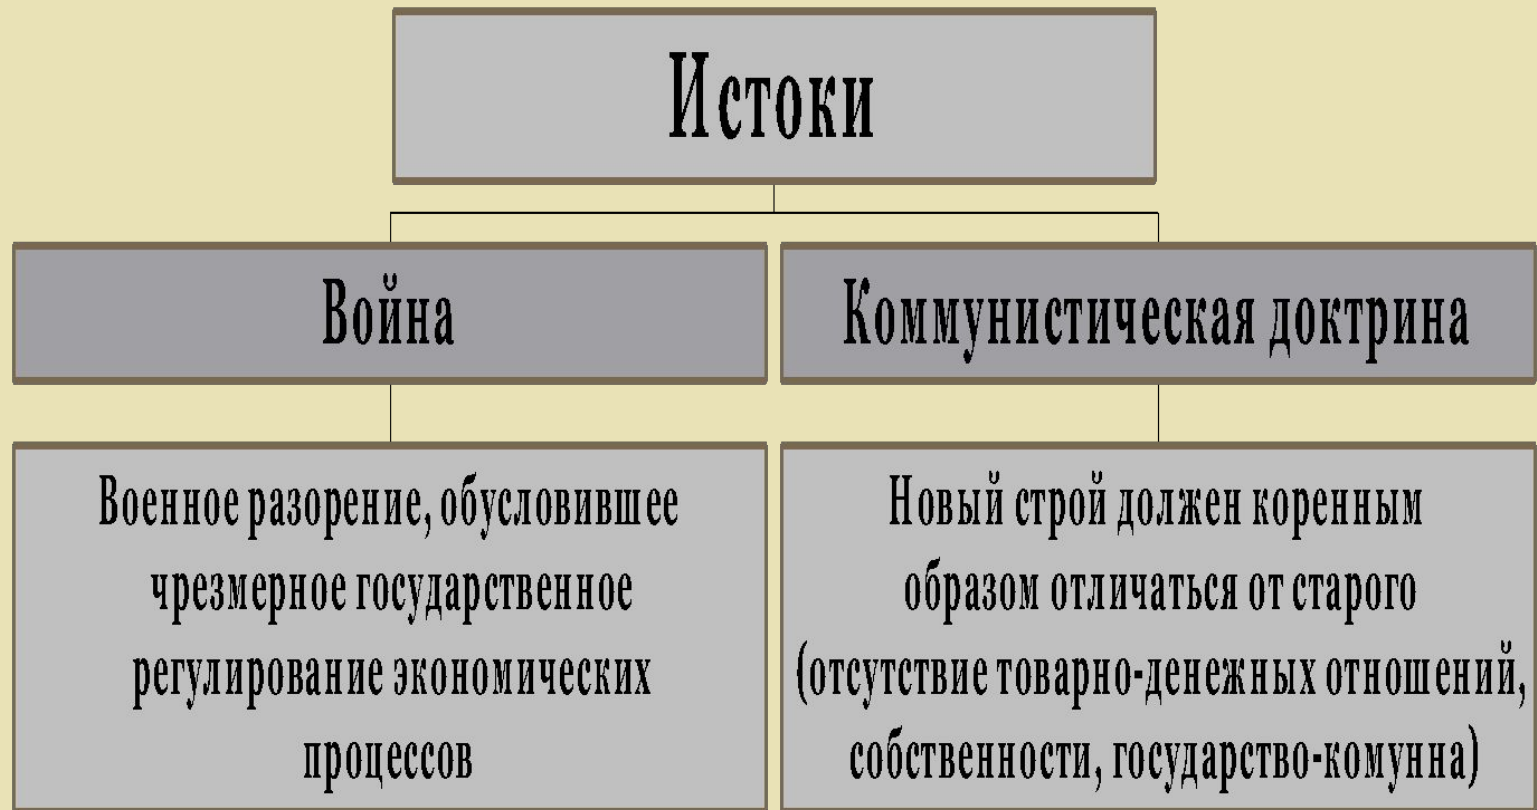 Истоки
Война
Коммунистическая доктрина
Военное разорение, обусловившее
чрезмерное государственное
регулирование экономических
процессов
Новый строй должен коренным
образом отличаться от старого
(отсутствие товарно-денежных отношений,
собственности, государство-комунна)